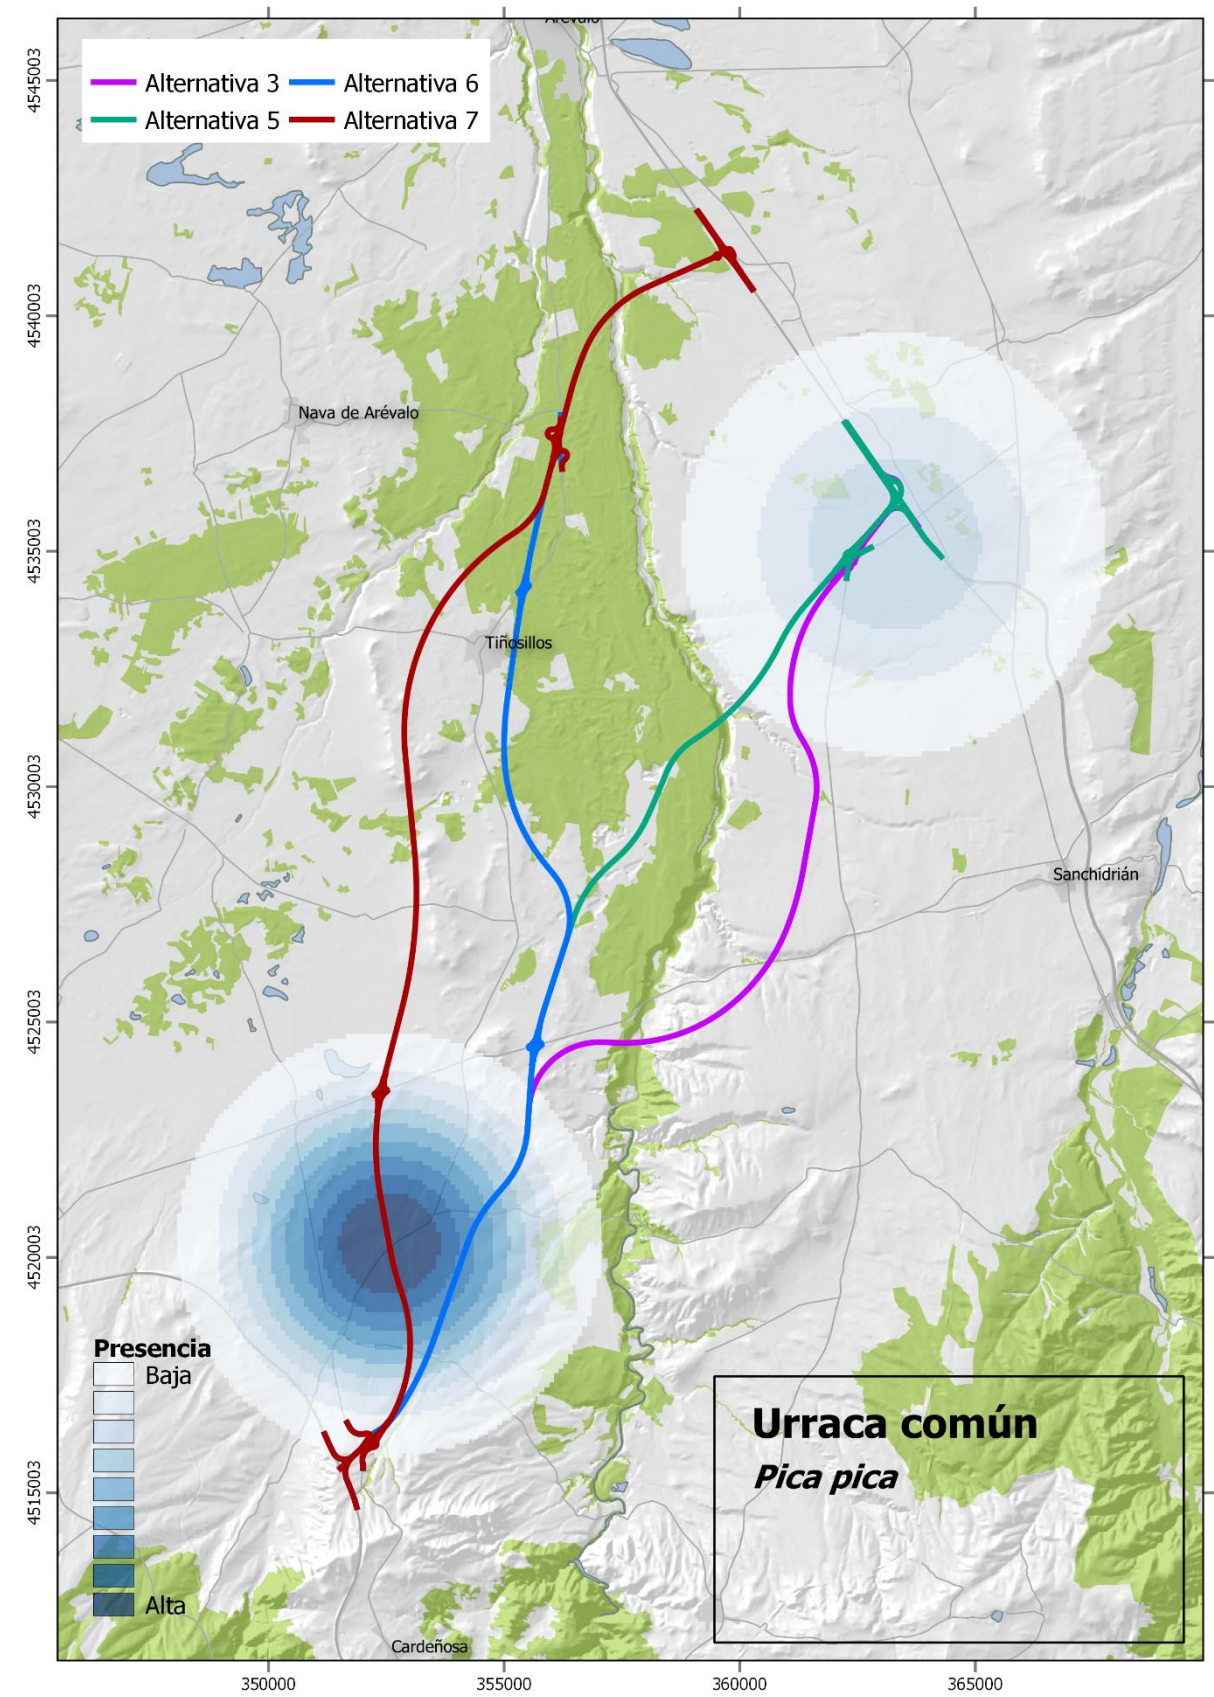 Arévalo
Alternativa 3 Alternativa 6
Alternativa 5 Alternativa 7
4545003
4540003
Nava de Arévalo
4535003
Tiñosillos
4530003
Sanchidrián
4525003
4520003
Presencia
Baja
Alta
4515003
Urraca común
Pica pica
Cardeñosa
350000 355000 360000 365000